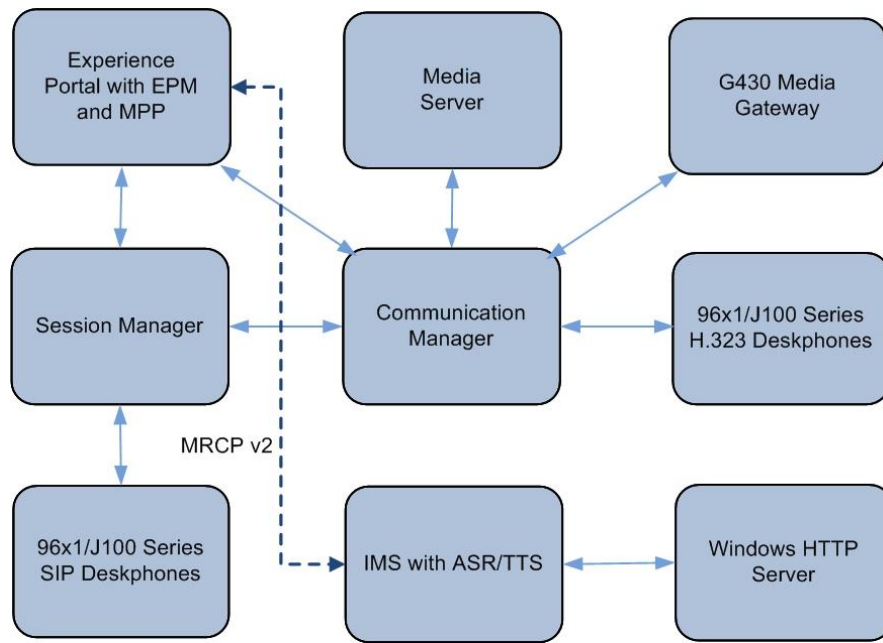 Experience
Portal with EPM
and MPP
Media
Server
G430 Media
Gateway
Session Manager
Communication
Manager
96x1/J100 Series
H.323 Deskphones
MRCP v2
96x1/J100 Series
SIP Deskphones
IMS with ASR/TTS
Windows HTTP
Server